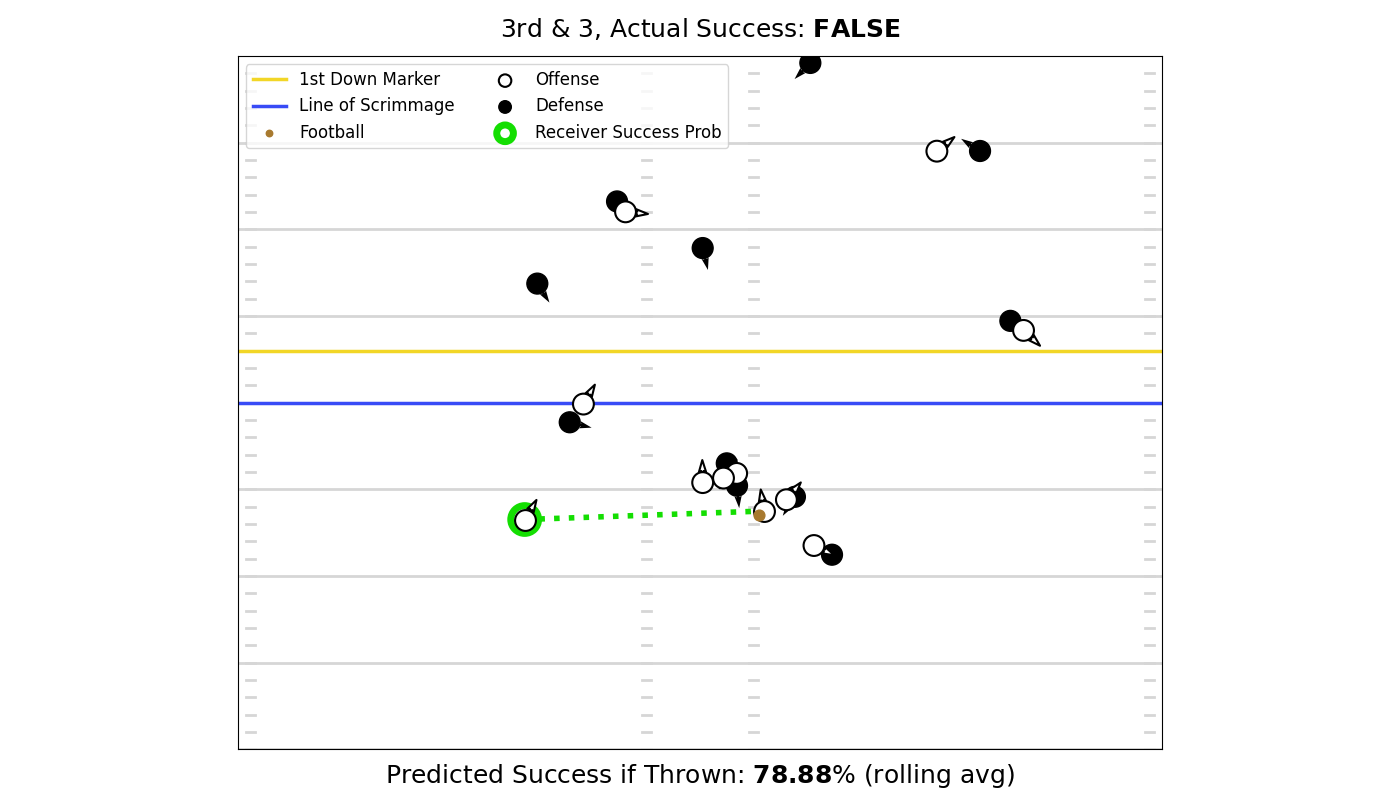 3rd & 3, Actual Success: FALSE
1st Down Marker
Line of Scrimmage
Football
Offense
Defense
Receiver Success Prob
Predicted Success if Thrown: 78.88% (rolling avg)